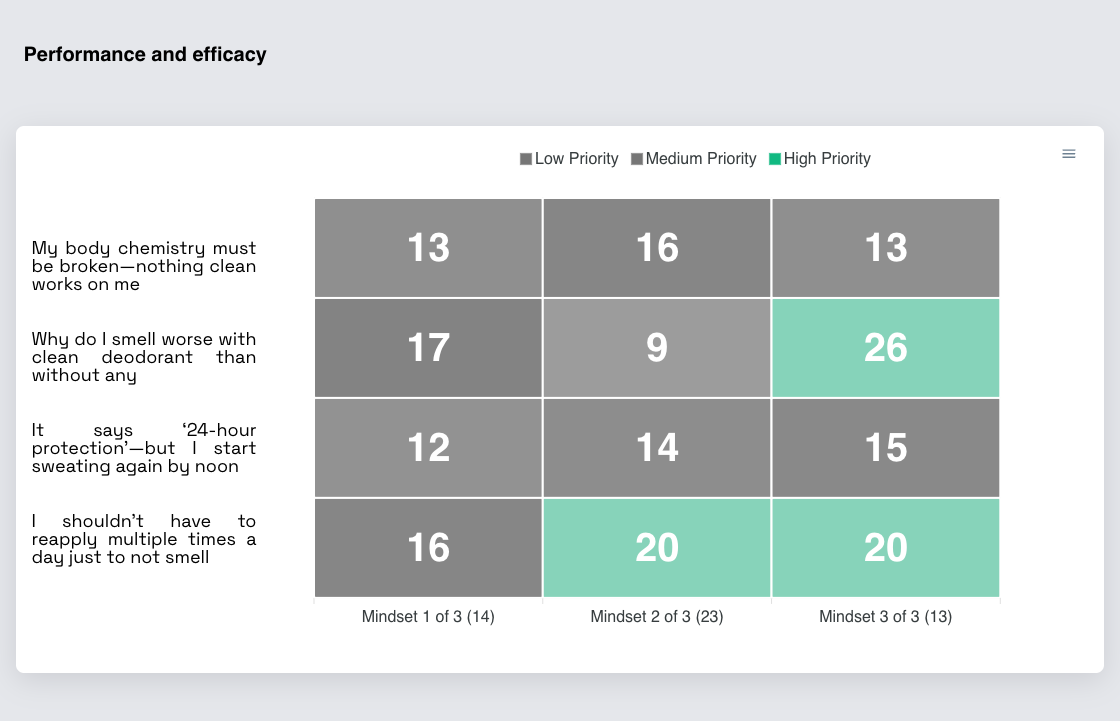 Performance and efficacy
Low Priority Medium Priority High Priority
My body chemistry must
be broken—nothing clean
works on me
13 16 13
Why do I smell worse with
clean deodorant than
without any
17 9 26
It says ‘24-hour
protection’—but I start
sweating again by noon
12 14 15
I shouldn’t have to
reapply multiple times a
day just to not smell
16 20 20
Mindset 1 of 3 (14) Mindset 2 of 3 (23) Mindset 3 of 3 (13)